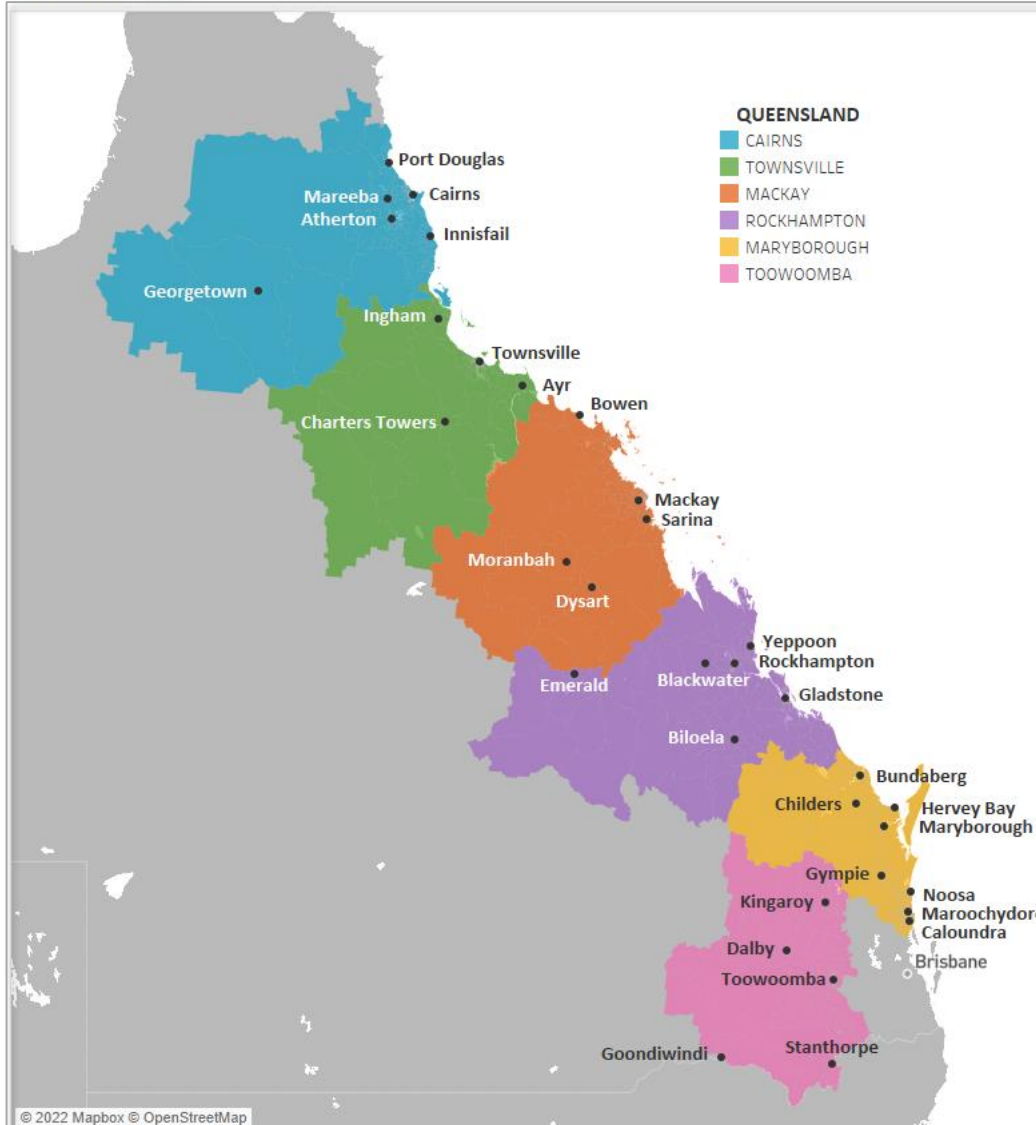 QUEENSLAND
CAIRNS
TOWNSVILLE
MACKAY
ROCKHAMPTON
MARYBOROUGH
TOOWOOMBA
Port Douglas
Mareeba
Cairns
Atherton
Innisfail
Georgetown
Ingham
Townsville
Ayr
Bowen
Charters Towers
Mackay
Sarina
Moranbah
Dysart
Yeppoon
Rockhampton
Emerald
Blackwater
Gladstone
Biloela
Bundaberg
Childers
Hervey Bay
Maryborough
Gympie
Noosa
Kingaroy
Maroochydore
Caloundra
Dalby
Brisbane
Toowoomba
Goondiwindi
Stanthorpe
© 2022 Mapbox © OpenStreetMap